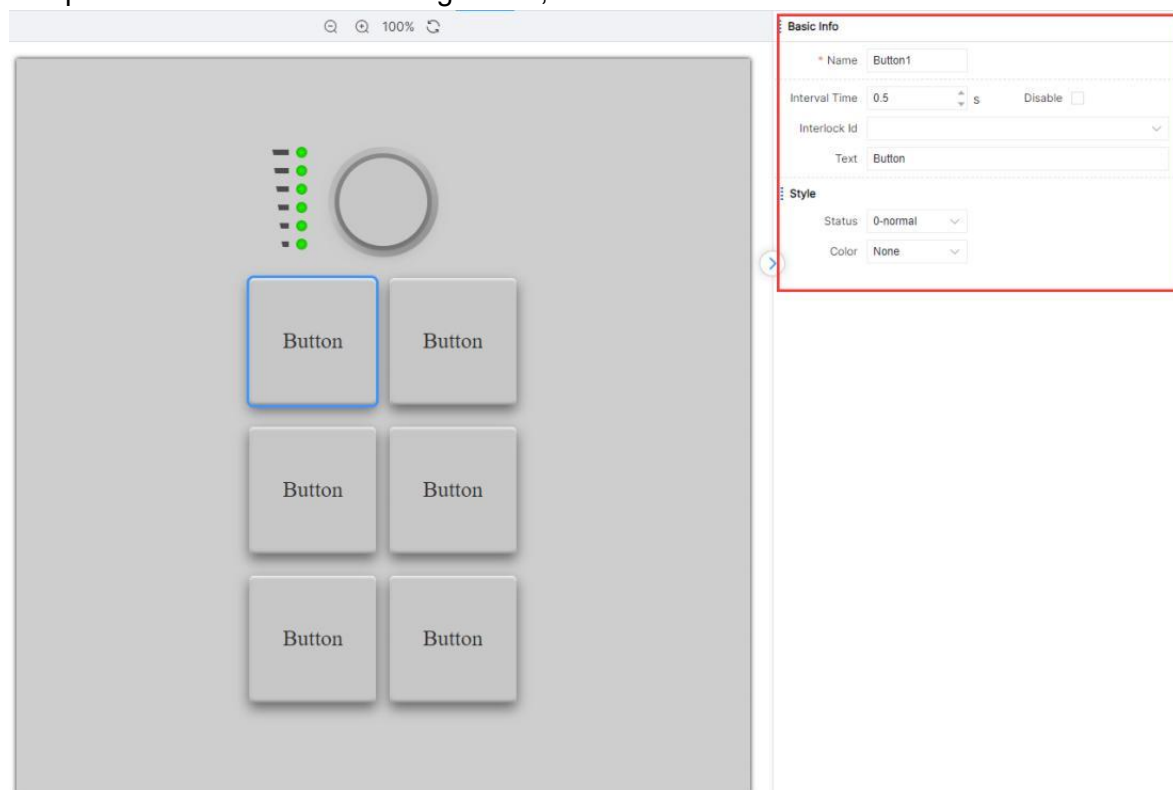 100%
Basic Info
* Name Button1
Interval Time 0.5 S Disable
Interlock Id
Text Button
Style
Status 0-normal
Color None
Button Button
Button Button
Button Button